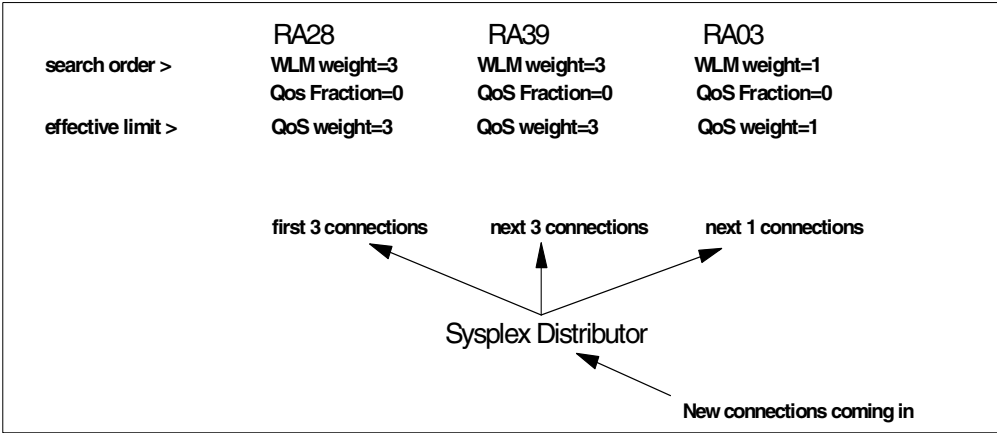 RA28 RA39 RA03
search order > WLM weight=3 WLM weight=3 WLM weight=1
Qos Fraction=0 QoS Fraction=0 QoS Fraction=0
effective limit > QoS weight=3 QoS weight=3 QoS weight=1
first 3 connections next 3 connections next 1 connections
Sysplex Distributor
New connections coming in